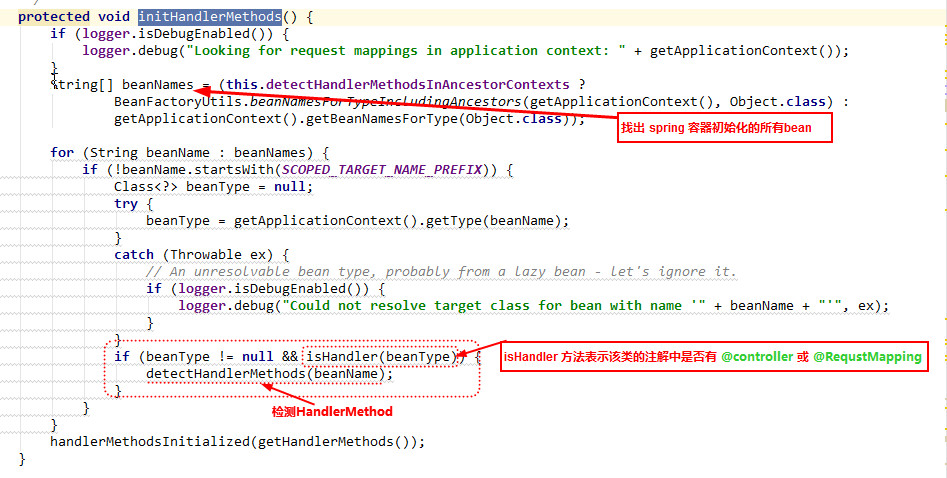 protected void initHandlerMethods() {
if (logger.isDebugEnabled()) {
logger.debug("Looking for request mappings in application context: " + getApplicationContext());
}
String[] beanNames = (this.detectHandlerMethodsInAncestorContexts ?
BeanFactoryUtils.beanNamesForTypeIncludingAncestors(getApplicationContext(), Object.class) :
getApplicationContext().getBeanNamesForType(Object.class));
找出 spring 容器初始化的所有bean
for (String beanName : beanNames) {
if (!beanName.startsWith(SCOPED_TARGET_NAME_PREFIX)) {
Class<?> beanType = null;
try {
beanType = getApplicationContext().getType(beanName);
}
catch (Throwable ex) {
// An unresolvable bean type, probably from a lazy bean - let's ignore it.
if (logger.isDebugEnabled()) {
logger.debug("Could not resolve target class for bean with name '" + beanName + "'", ex);
}
}
if (beanType != null && isHandler(beanType)) {
isHandler 方法表示该类的注解中是否有 @controller 或 @RequstMapping
detectHandlerMethods(beanName);
}
检测HandlerMethod
}
}
handlerMethodsInitialized(getHandlerMethods());
}